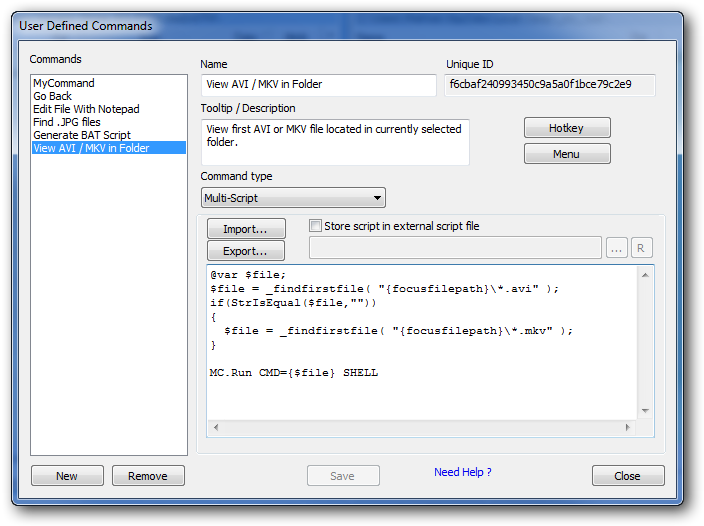 User Defined Commands
Commands
MyCommand
Go Back
Edit File With Notepad
Find .JPG files
Generate BAT Script
View AVI / MKV in Folder
Name
View AVI / MKV in Folder
Unique ID
f6cbaf240993450c9a5a0f1bce79c2e9
Tooltip / Description
View first AVI or MKV file located in currently selected
folder.
Hotkey
Menu
Command type
Multi-Script
Import...
Export...
Store script in external script file
...
R
@var $file;
$file = _findfirstfile( "{focusfilepath}\*.avi" );
if(StrIsEqual($file,""))
{
  $file = _findfirstfile( "{focusfilepath}\*.mkv" );
}
MC.Run CMD={$file} SHELL
New
Remove
Save
Need Help ?
Close